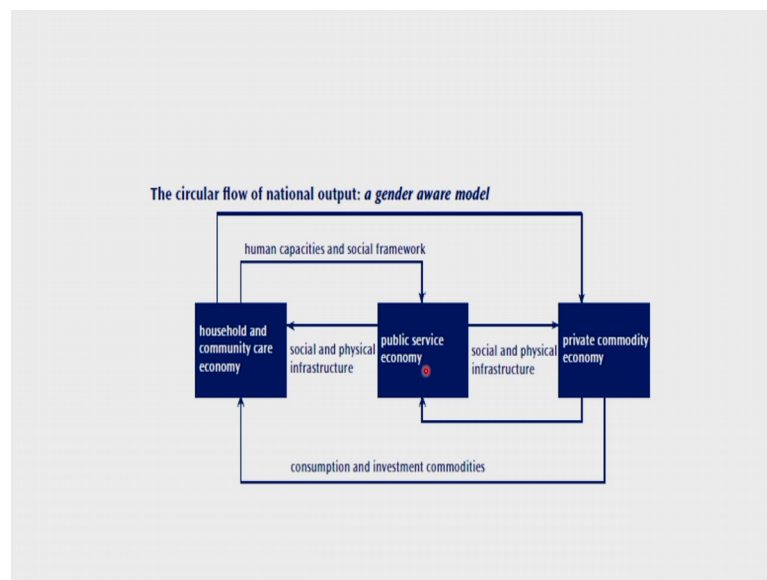 The circular flow of national output: a gender aware model
human capacities and social framework
household and
community care
economy
social and physical
infrastructure
public service
economy
social and physical
infrastructure
private commodity
economy
consumption and investment commodities